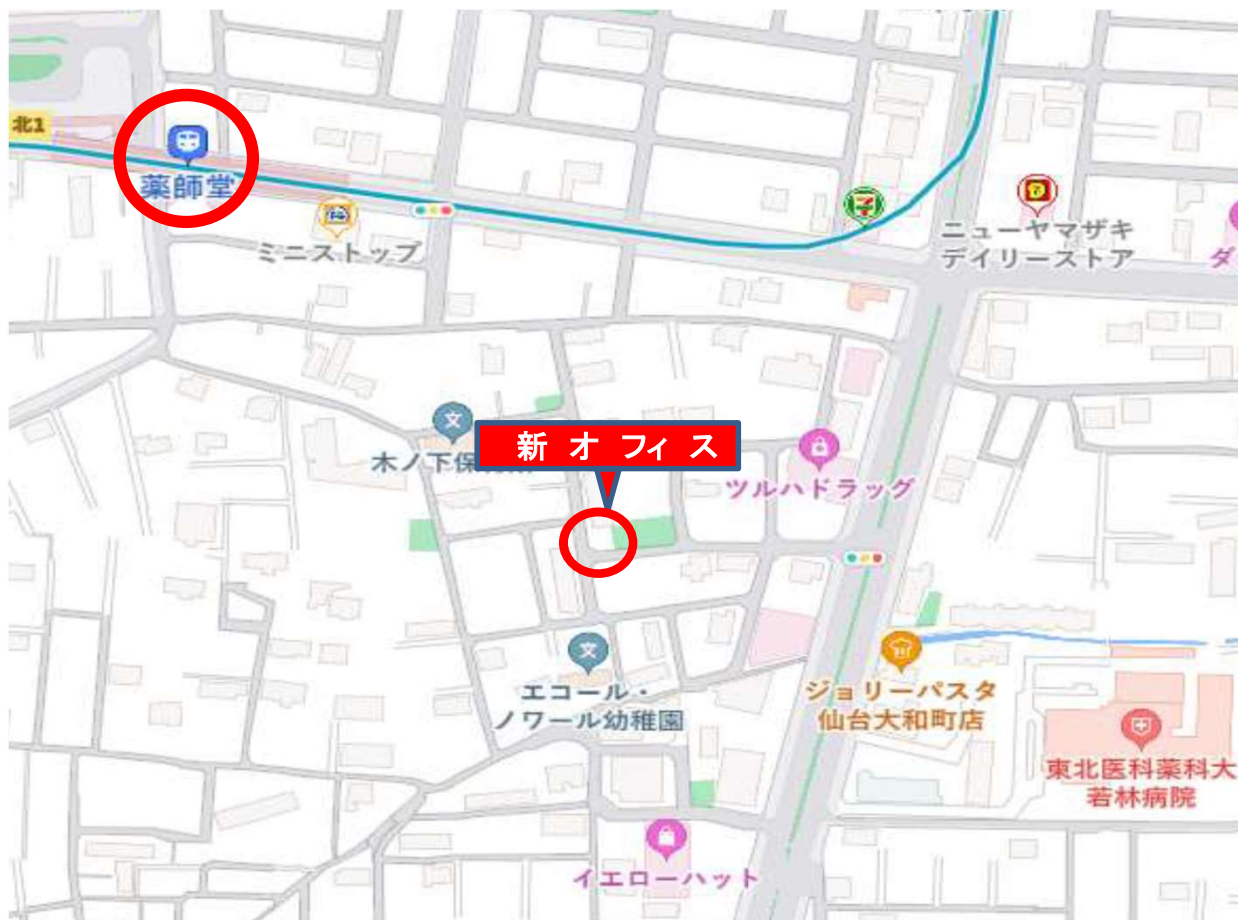 北1
薬師堂
ミニストップ
ニューヤマザキ
デイリーストア
ダ
新オフィス
木ノ下保
ツルハドラッグ
エコール・
ノワール幼稚園
ジョリーパスタ
仙台大和町店
東北医科薬科大
若林病院
イエローハット